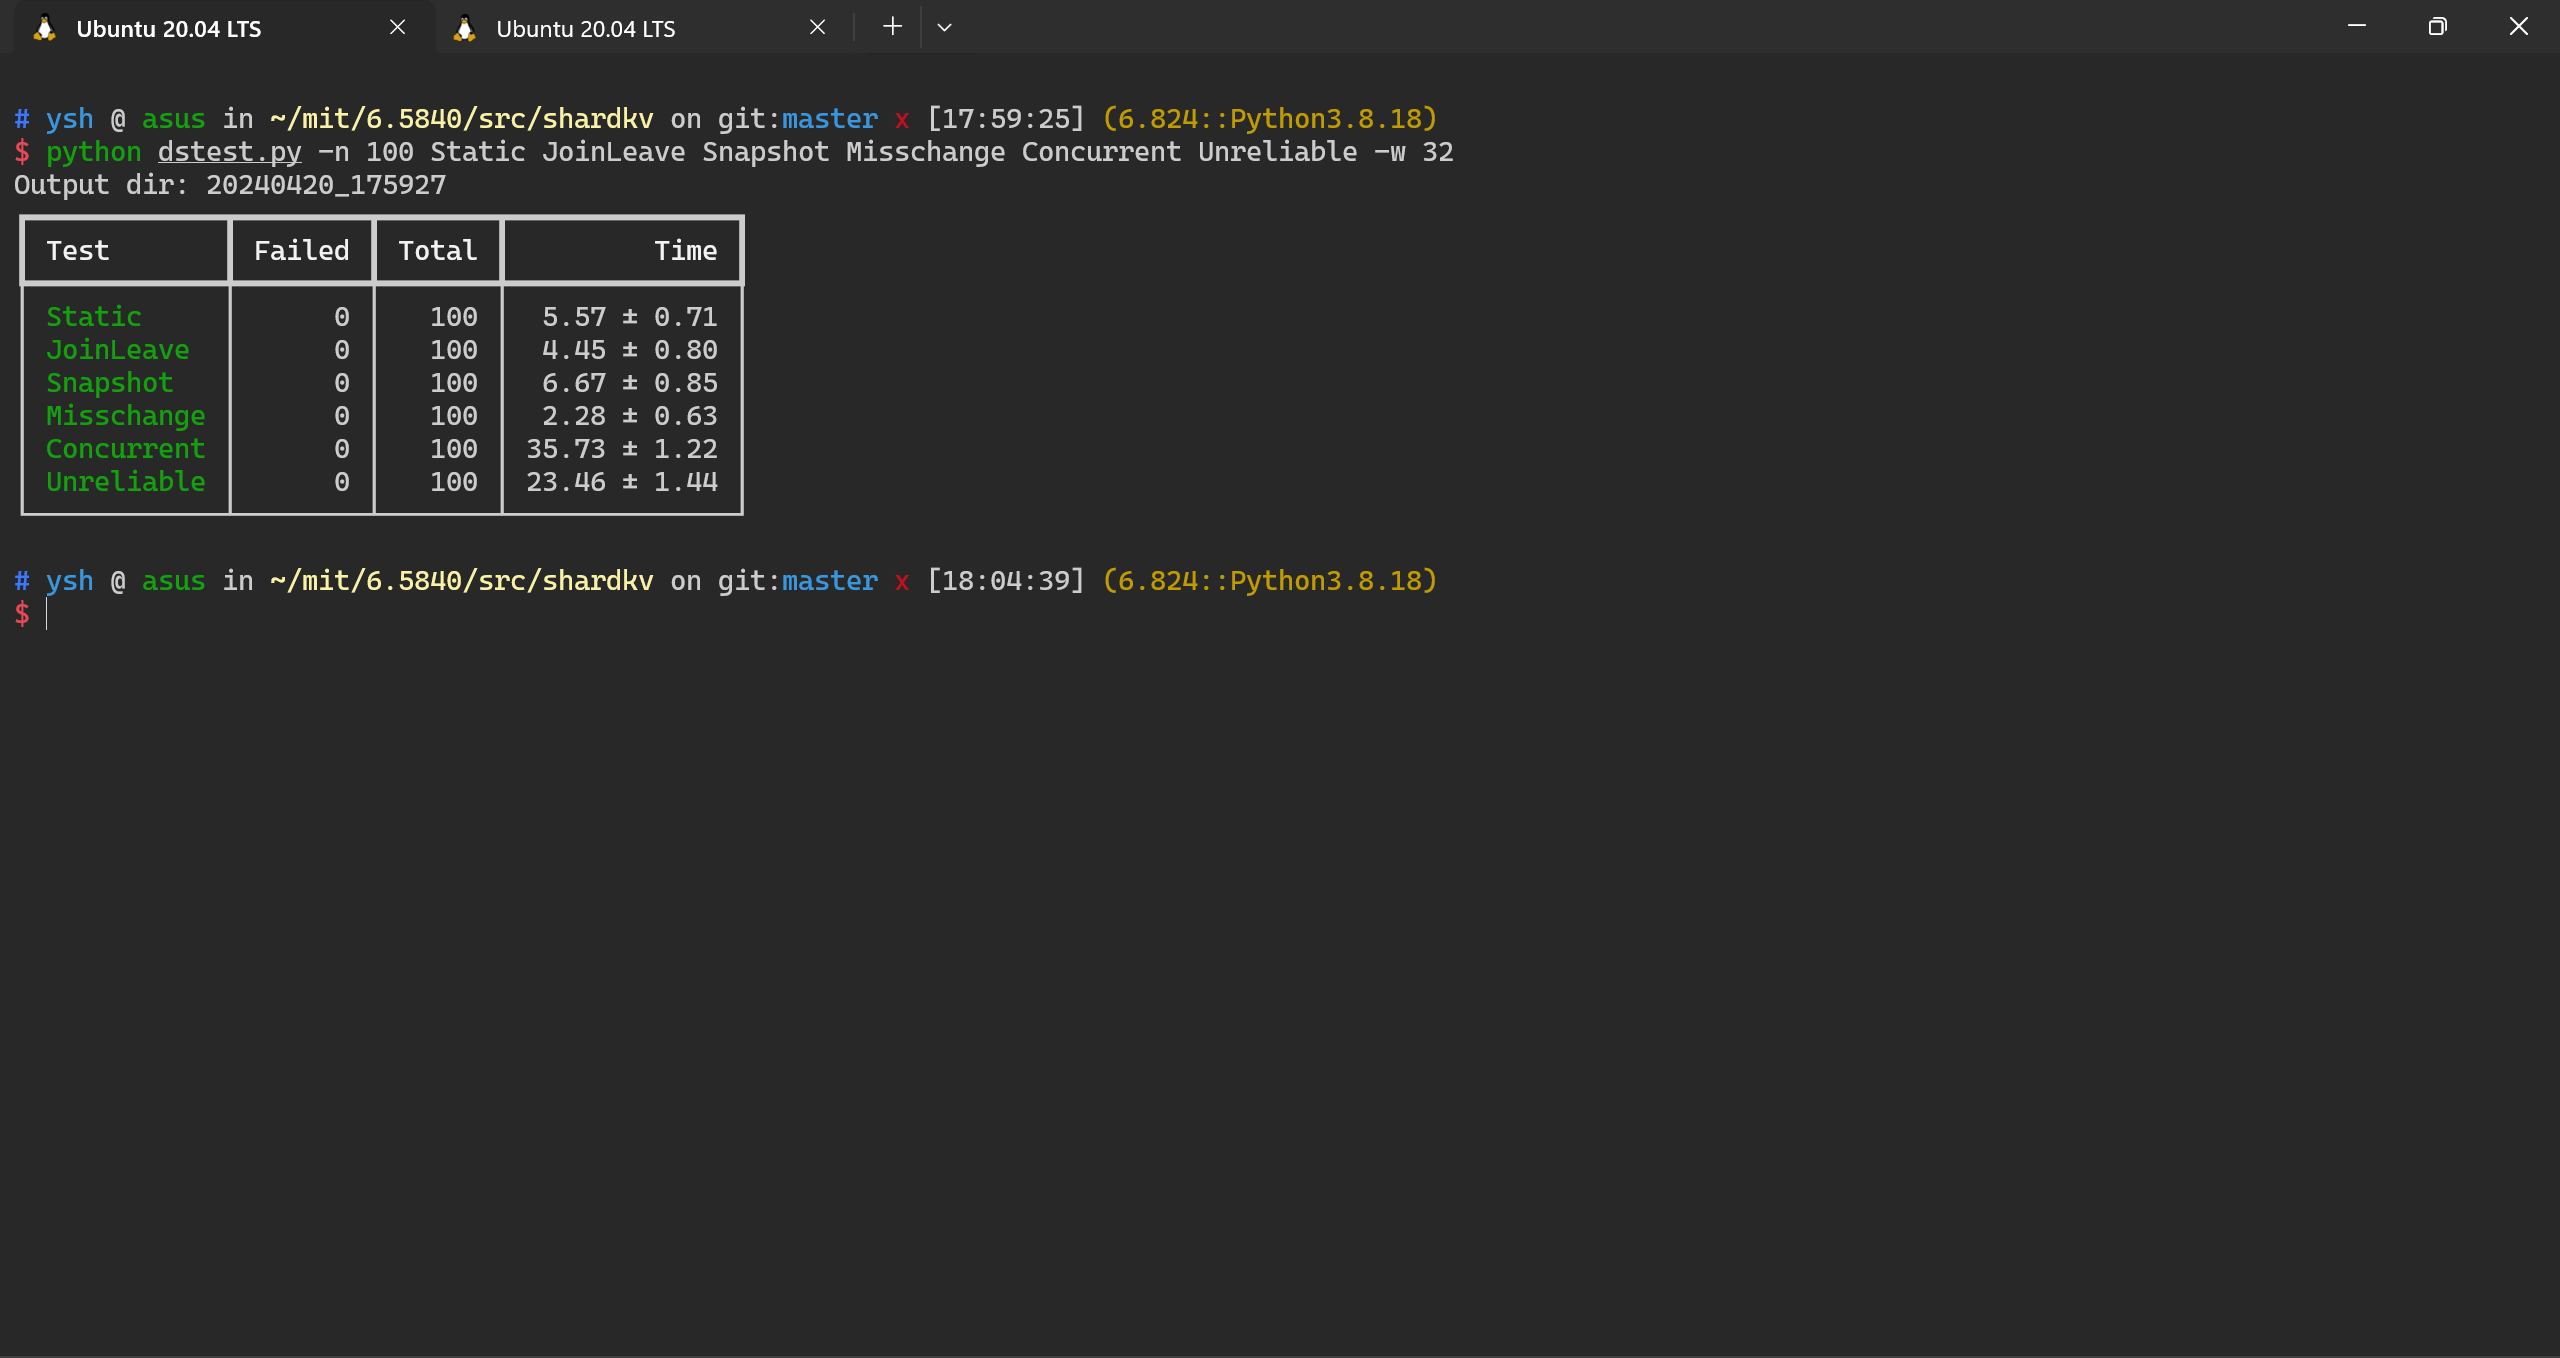 Ubuntu 20.04 LTS Ubuntu 20.04 LTS
# ysh @ asus in ~/mit/6.5840/src/shardkv on git:master x [17:59:25] (6.824::Python3.8.18)
$ python dstest.py -n 100 Static JoinLeave Snapshot Misschange Concurrent Unreliable -w 32
Output dir: 20240420_175927
Test Failed Total Time
Static 0 100 5.57 ± 0.71
JoinLeave 0 100 4.45 ± 0.80
Snapshot 0 100 6.67 ± 0.85
Misschange 0 100 2.28 ± 0.63
Concurrent 0 100 35.73 ± 1.22
Unreliable 0 100 23.46 ± 1.44
# ysh @ asus in ~/mit/6.5840/src/shardkv on git:master x [18:04:39] (6.824::Python3.8.18)
$